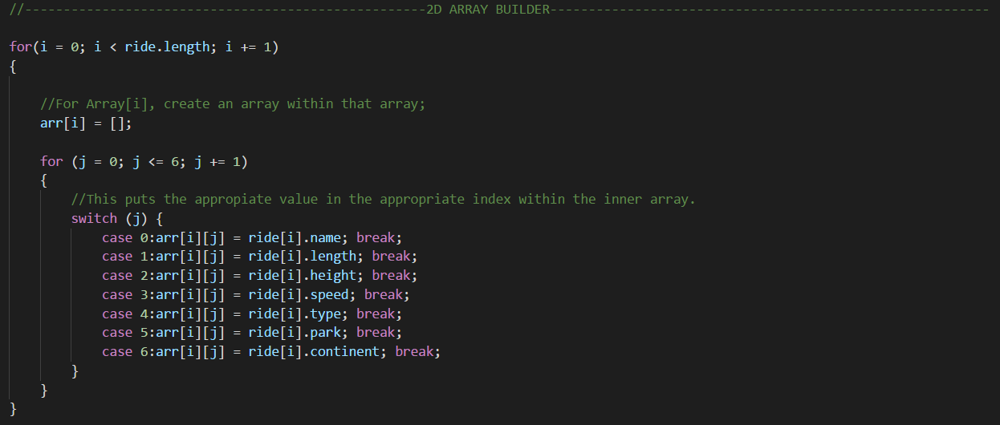 //----------------------------------------------------2D ARRAY BUILDER---------------------------------------------------------
for(i = 0; i < ride.length; i += 1)
{
    //For Array[i], create an array within that array;
    arr[i] = [];
    for (j = 0; j <= 6; j += 1)
    {
        //This puts the appropiate value in the appropriate index within the inner array.
        switch (j) {
            case 0:arr[i][j] = ride[i].name; break;
            case 1:arr[i][j] = ride[i].length; break;
            case 2:arr[i][j] = ride[i].height; break;
            case 3:arr[i][j] = ride[i].speed; break;
            case 4:arr[i][j] = ride[i].type; break;
            case 5:arr[i][j] = ride[i].park; break;
            case 6:arr[i][j] = ride[i].continent; break;
        }
    }
}